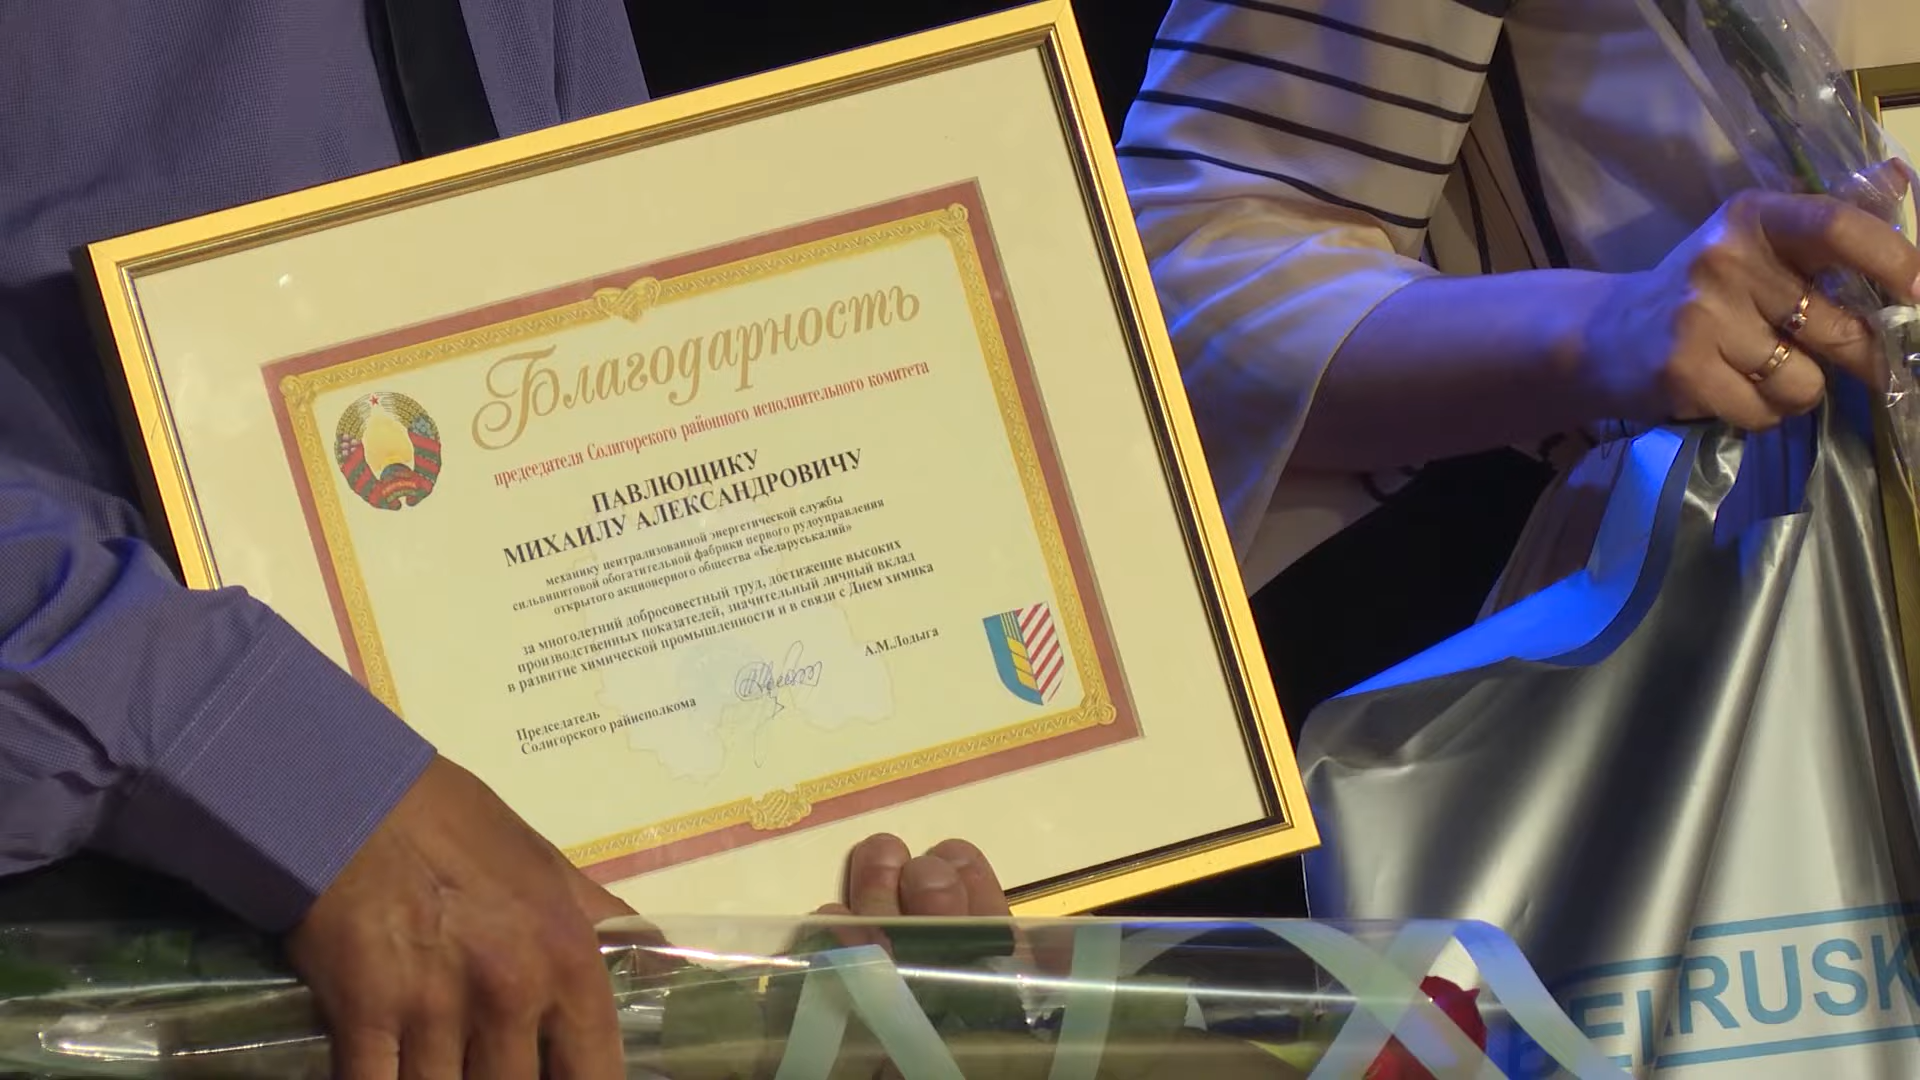 Благодарность
председателя Солигорского районного исполнительного комитета
ПАВЛЮЩИКУ
МИХАИЛУ АЛЕКСАНДРОВИЧУ
механику централизованной энергетической службы
сильвинитовой обогатительной фабрики первого рудоуправления
открытого акционерного общества «Беларуськалий»
за многолетний добросовестный труд, достижение высоких
производственных показателей, значительный личный вклад
в развитие химической промышленности и в связи с Днем химика
Председатель
Солигорского райисполкома
А.М.Лодыга
BELRUSK